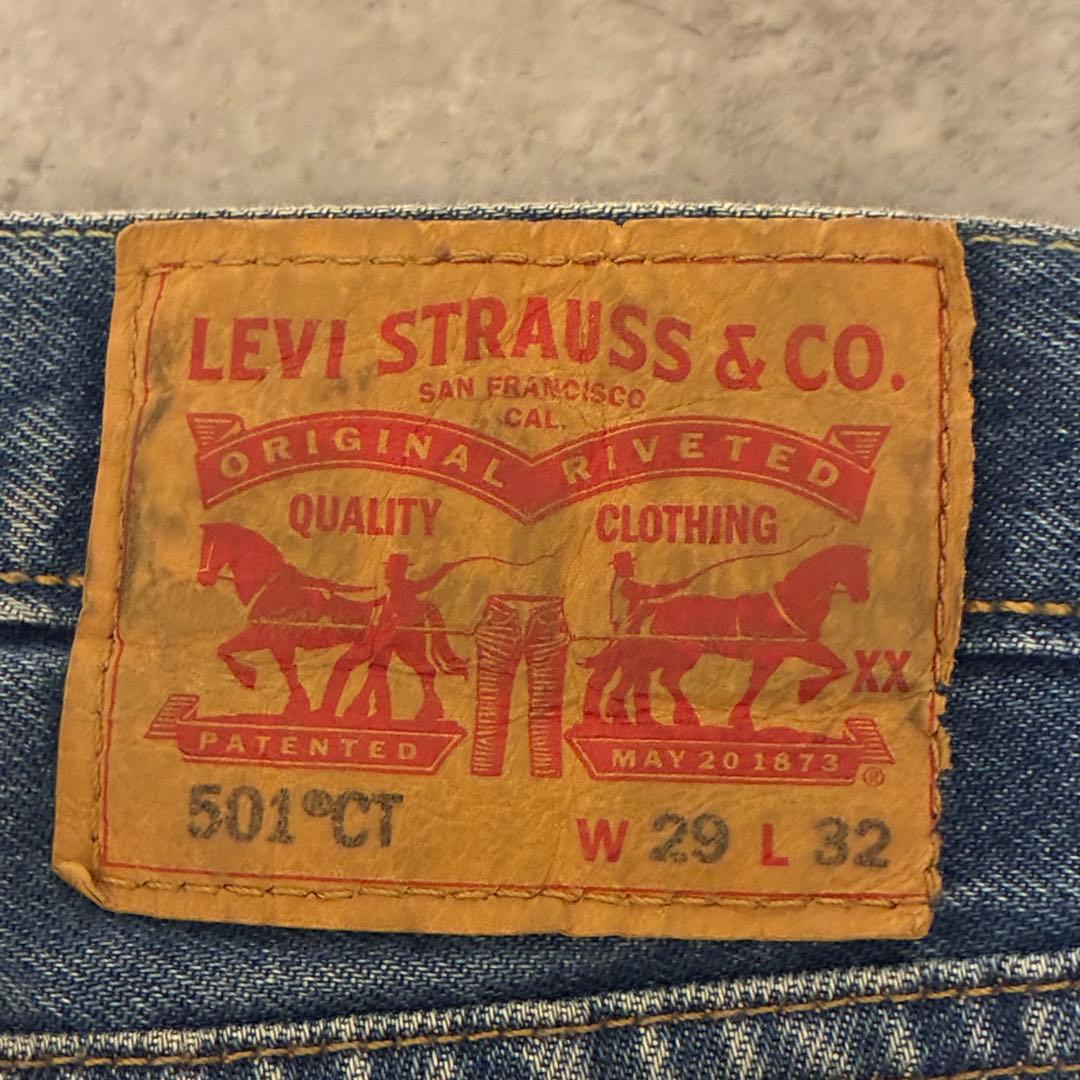 LEVI STRAUSS & CO.
SAN FRANCISCO
CAL.
ORIGINAL RIVETED
QUALITY CLOTHING
XX
PATENTED MAY 20 1873 ®
501®CT W 29 L 32